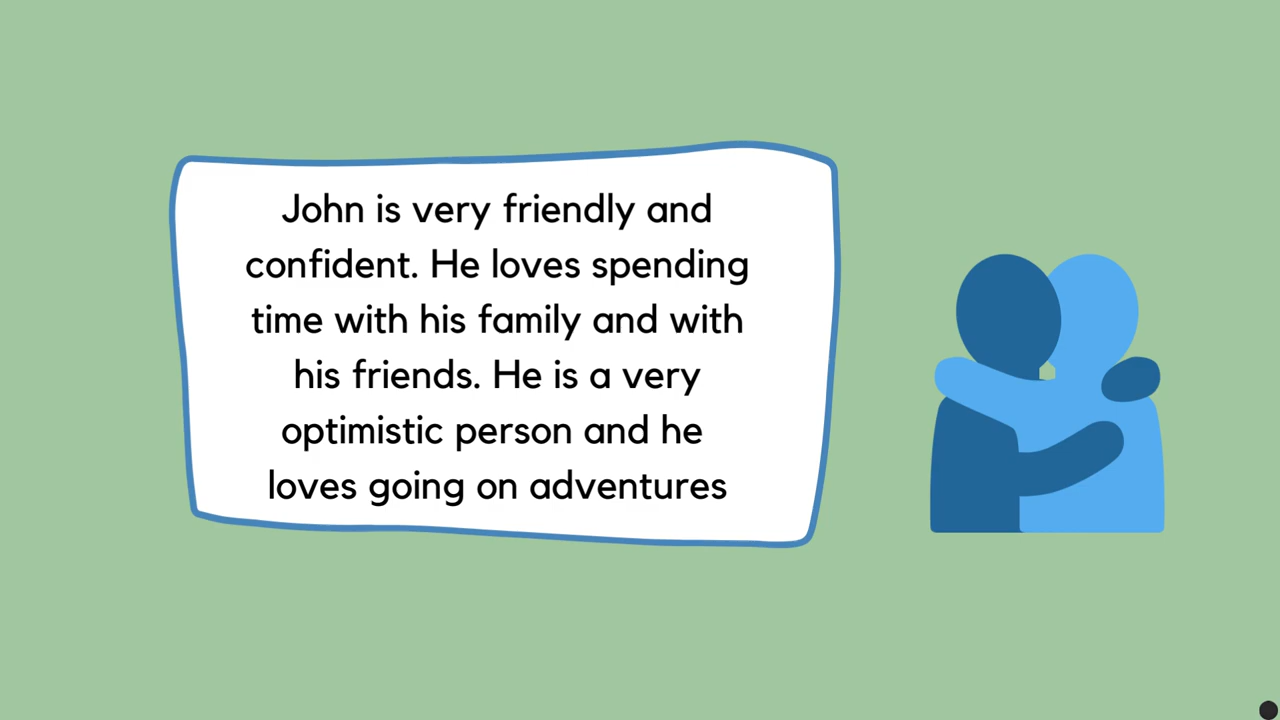 John is very friendly and
confident. He loves spending
time with his family and with
his friends. He is a very
optimistic person and he
loves going on adventures